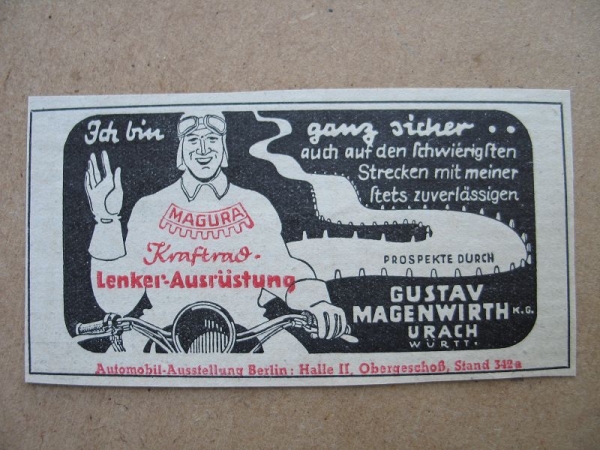 Ich bin ganz sicher . .
auch auf den schwierigsten
Strecken mit meiner
stets zuverlässigen
MAGURA
Kraftrad-
Lenker-Ausrüstung
PROSPEKTE DURCH
GUSTAV
MAGENWIRTH K.G.
URACH
WÜRTT.
Automobil-Ausstellung Berlin: Halle II, Obergeschoß, Stand 342a